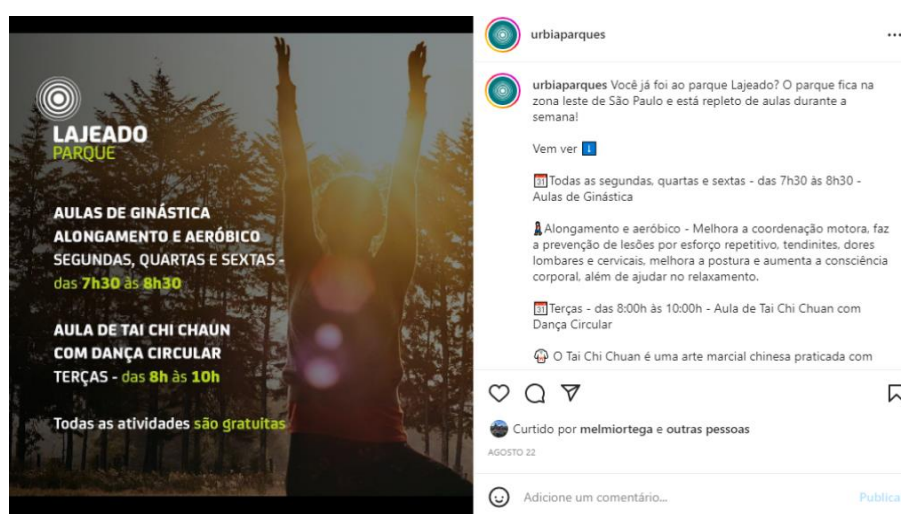 LAJEADO
PARQUE
AULAS DE GINÁSTICA
ALONGAMENTO E AERÓBICO
SEGUNDAS, QUARTAS E SEXTAS -
das 7h30 às 8h30
AULA DE TAI CHI CHAUN
COM DANÇA CIRCULAR
TERÇAS - das 8h às 10h
Todas as atividades são gratuitas
urbiaparques
urbiaparques Você já foi ao parque Lajeado? O parque fica na
zona leste de São Paulo e está repleto de aulas durante a
semana!
Vem ver
Todas as segundas, quartas e sextas - das 7h30 às 8h30 -
Aulas de Ginástica
Alongamento e aeróbico - Melhora a coordenação motora, faz
a prevenção de lesões por esforço repetitivo, tendinites, dores
lombares e cervicais, melhora a postura e aumenta a consciência
corporal, além de ajudar no relaxamento.
Terças - das 8:00h às 10:00h - Aula de Tai Chi Chuan com
Dança Circular
O Tai Chi Chuan é uma arte marcial chinesa praticada com
Curtido por melmiortega e outras pessoas
AGOSTO 22
Adicione um comentário...
Publica